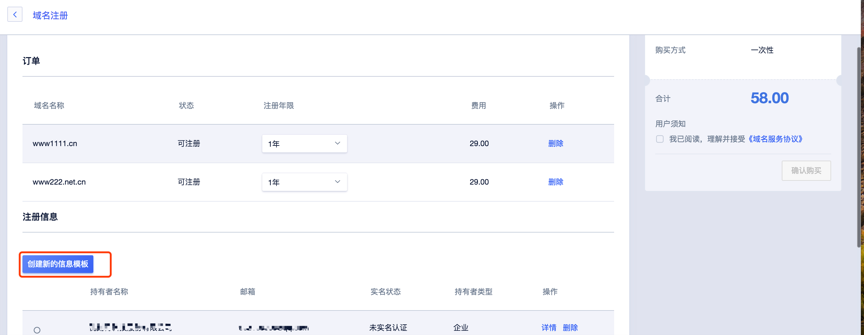 域名注册
订单
域名名称 状态 注册年限 费用 操作
www1111.cn 可注册 1年 29.00 删除
www222.net.cn 可注册 1年 29.00 删除
注册信息
创建新的信息模板
持有者名称 邮箱 实名状态 持有者类型 操作
未实名认证 企业 详情 删除
购买方式 一次性
合计 58.00
用户须知
我已阅读，理解并接受《域名服务协议》
确认购买